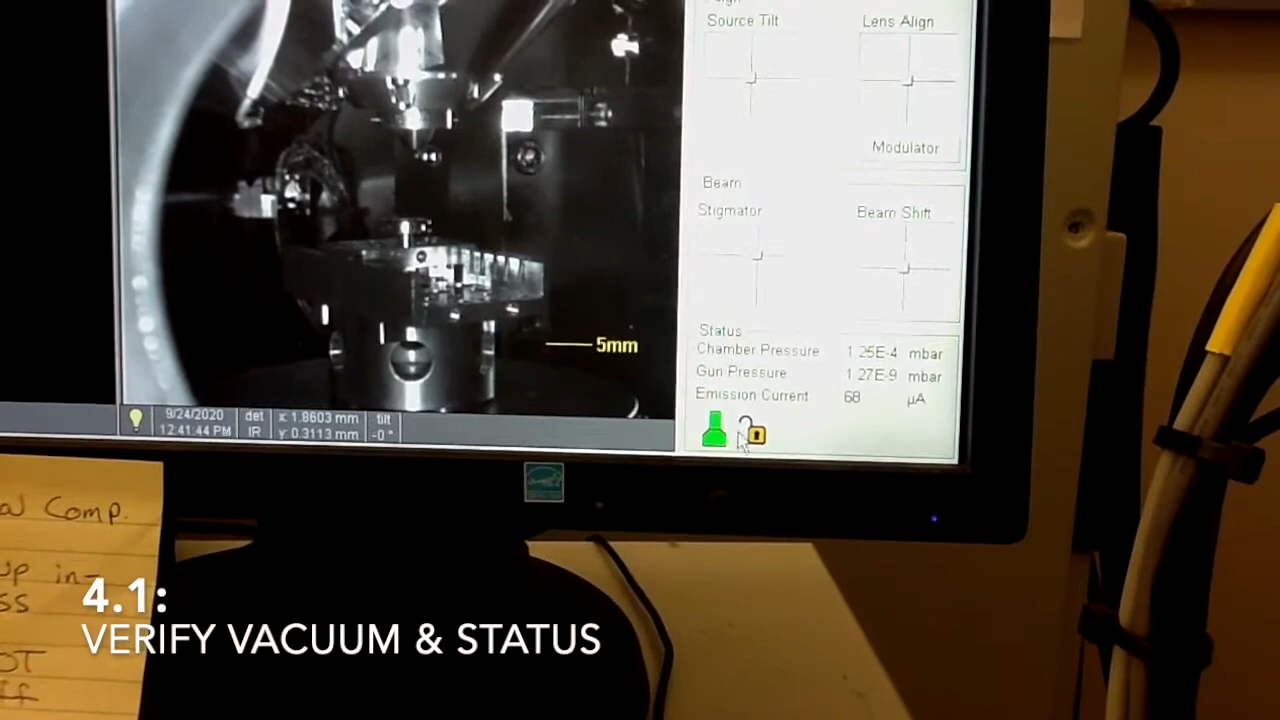 Source Tilt
Lens Align
Modulator
Beam
Stigmator
Beam Shift
Status
Chamber Pressure 1.25E-4 mbar
Gun Pressure 1.27E-9 mbar
Emission Current 68 µA
5mm
9/24/2020 det x: 1.8603 mm tilt
12:41:44 PM IR y: 0.3113 mm -0 °
Comp.
up in-
4.1:
VERIFY VACUUM & STATUS